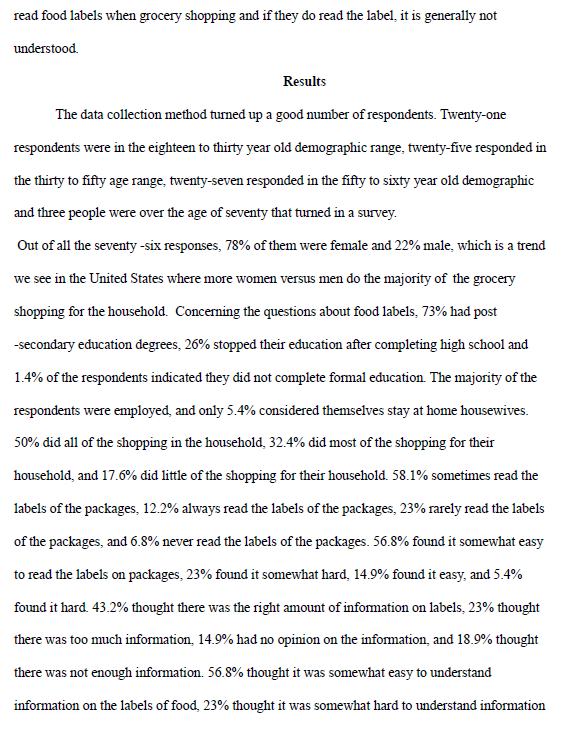 read food labels when grocery shopping and if they do read the label, it is generally not
understood.
Results
The data collection method turned up a good number of respondents. Twenty-one
respondents were in the eighteen to thirty year old demographic range, twenty-five responded in
the thirty to fifty age range, twenty-seven responded in the fifty to sixty year old demographic
and three people were over the age of seventy that turned in a survey.
Out of all the seventy -six responses, 78% of them were female and 22% male, which is a trend
we see in the United States where more women versus men do the majority of the grocery
shopping for the household. Concerning the questions about food labels, 73% had post
-secondary education degrees, 26% stopped their education after completing high school and
1.4% of the respondents indicated they did not complete formal education. The majority of the
respondents were employed, and only 5.4% considered themselves stay at home housewives.
50% did all of the shopping in the household, 32.4% did most of the shopping for their
household, and 17.6% did little of the shopping for their household. 58.1% sometimes read the
labels of the packages, 12.2% always read the labels of the packages, 23% rarely read the labels
of the packages, and 6.8% never read the labels of the packages. 56.8% found it somewhat easy
to read the labels on packages, 23% found it somewhat hard, 14.9% found it easy, and 5.4%
found it hard. 43.2% thought there was the right amount of information on labels, 23% thought
there was too much information, 14.9% had no opinion on the information, and 18.9% thought
there was not enough information. 56.8% thought it was somewhat easy to understand
information on the labels of food, 23% thought it was somewhat hard to understand information